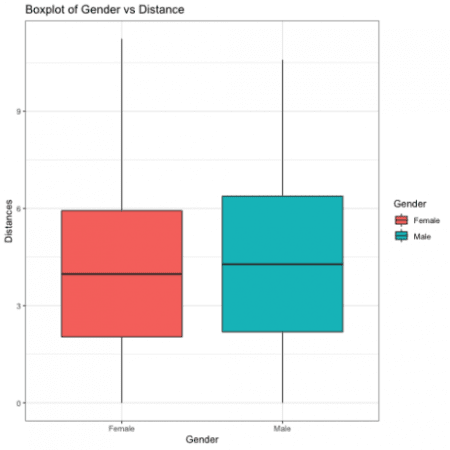 Boxplot of Gender vs Distance
9
6
3
0
Distances
Female
Male
Gender
Gender
Female
Male